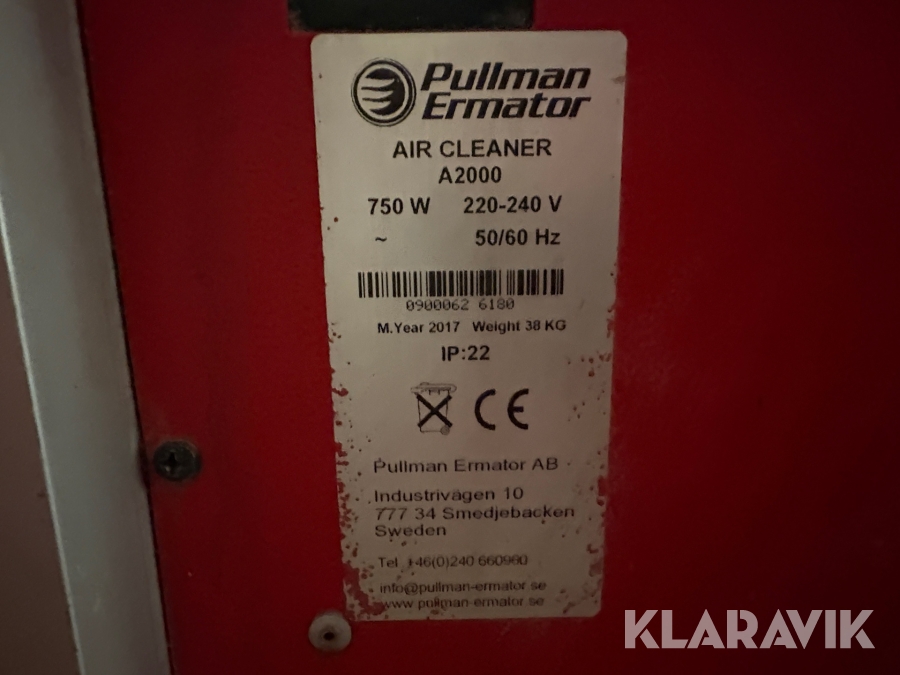 Pullman
Ermator
AIR CLEANER
A2000
750 W 220-240 V
~ 50/60 Hz
0900062 6180
M.Year 2017 Weight 38 KG
IP:22
CE
Pullman Ermator AB
Industrivägen 10
777 34 Smedjebacken
Sweden
Tel +46(0)240 660980
info@pullman-ermator.se
www.pullman-ermator.se
KLARAVIK